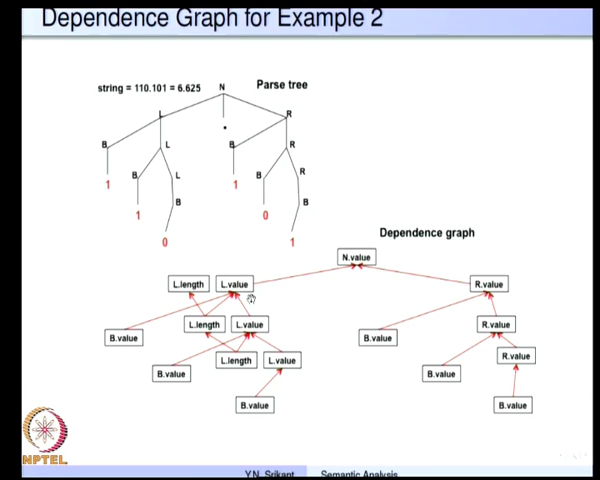 Dependence Graph for Example 2
string = 110.101 = 6.625
N
Parse tree
L
.
R
B
L
B
R
1
B
L
1
B
R
1
B
0
B
0
1
Dependence graph
N.value
L.length
L.value
R.value
L.length
L.value
R.value
B.value
B.value
L.length
L.value
R.value
B.value
B.value
B.value
B.value
NPTEL
Y.N. Srikant
Semantic Analysis